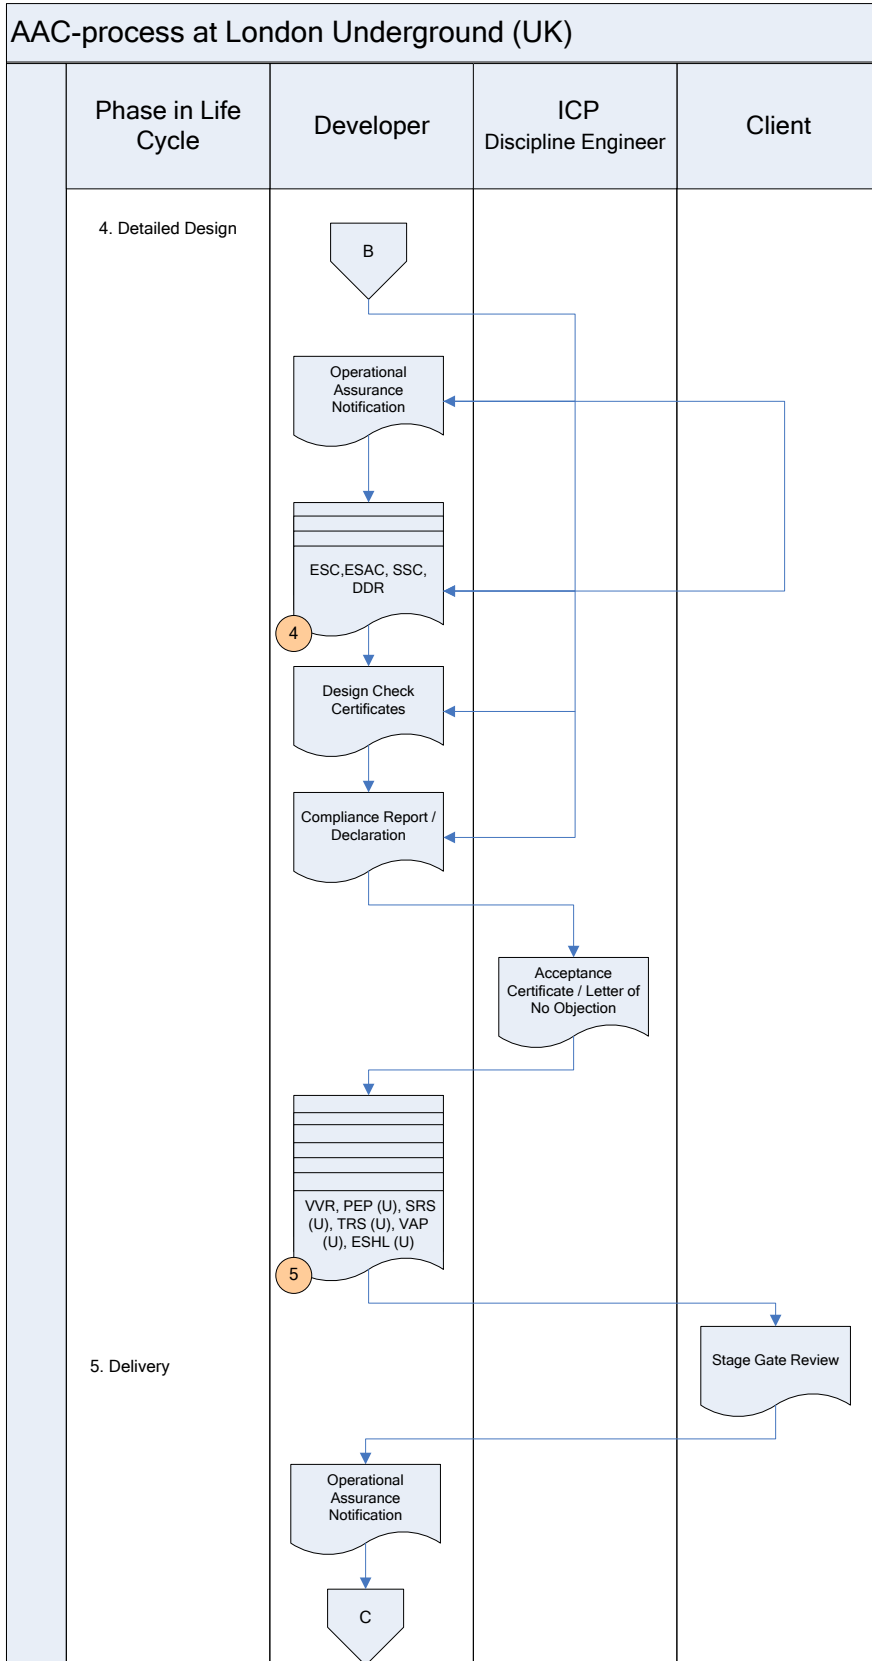 AAC-process at London Underground (UK)
Phase in Life
Cycle
Developer
ICP
Discipline Engineer
Client
4. Detailed Design
B
Operational
Assurance
Notification
ESC,ESAC, SSC,
DDR
4
Design Check
Certificates
Compliance Report /
Declaration
Acceptance
Certificate / Letter of
No Objection
VVR, PEP (U), SRS
(U), TRS (U), VAP
(U), ESHL (U)
5
5. Delivery
Stage Gate Review
Operational
Assurance
Notification
C